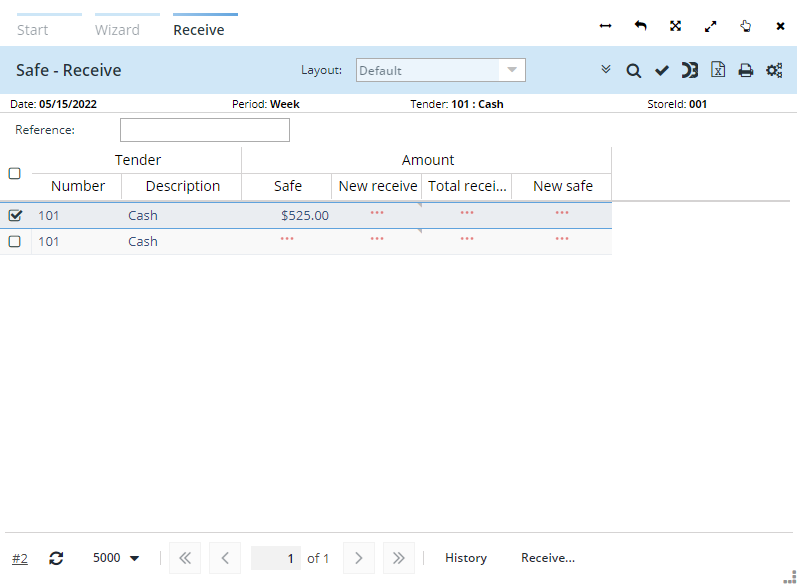 Start Wizard Receive
Safe - Receive Layout: Default
Date: 05/15/2022 Period: Week Tender: 101 : Cash StoreId: 001
Reference:
Tender Amount
Number Description Safe New receive Total recei... New safe
101 Cash $525.00 *** *** ***
101 Cash *** *** *** ***
#2 5000 1 of 1 History Receive...